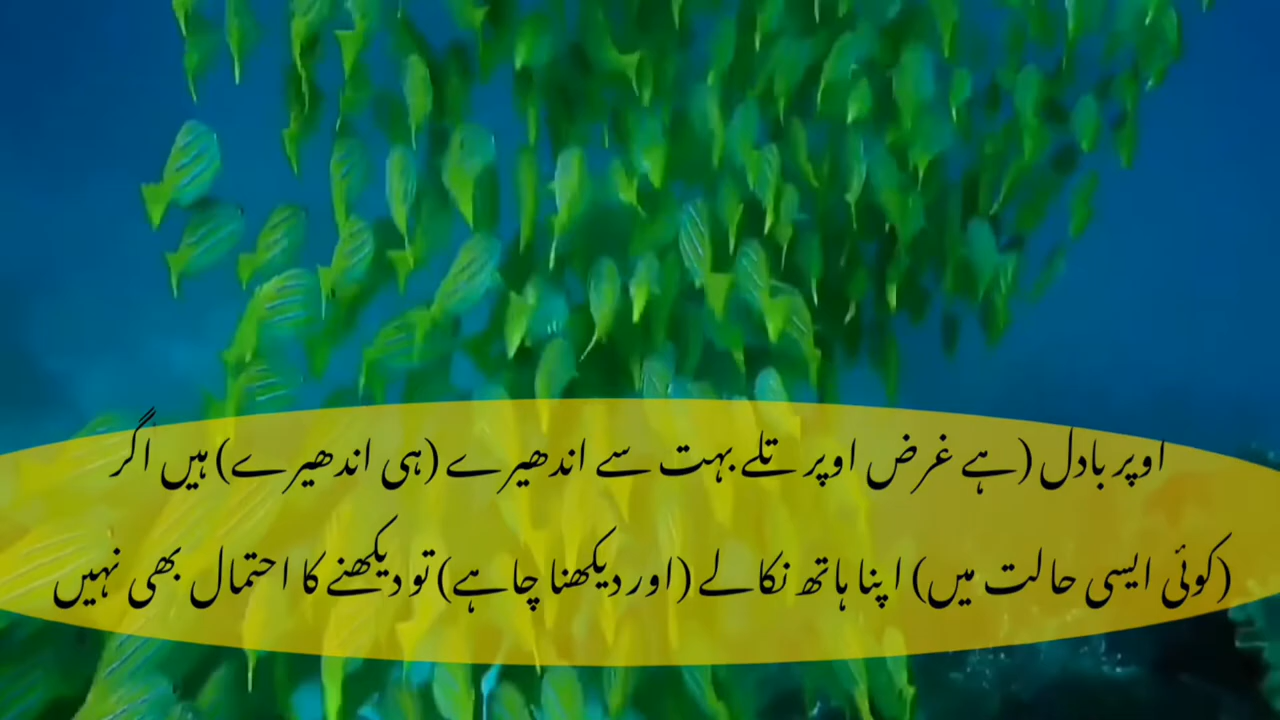 اوپر بادل (ہے غرض اوپر تلے بہت سے اندھیرے (ہی اندھیرے) ہیں اگر
(کوئی ایسی حالت میں) اپنا ہاتھ نکالے (اور دیکھنا چاہے) تو دیکھنے کا احتمال بھی نہیں